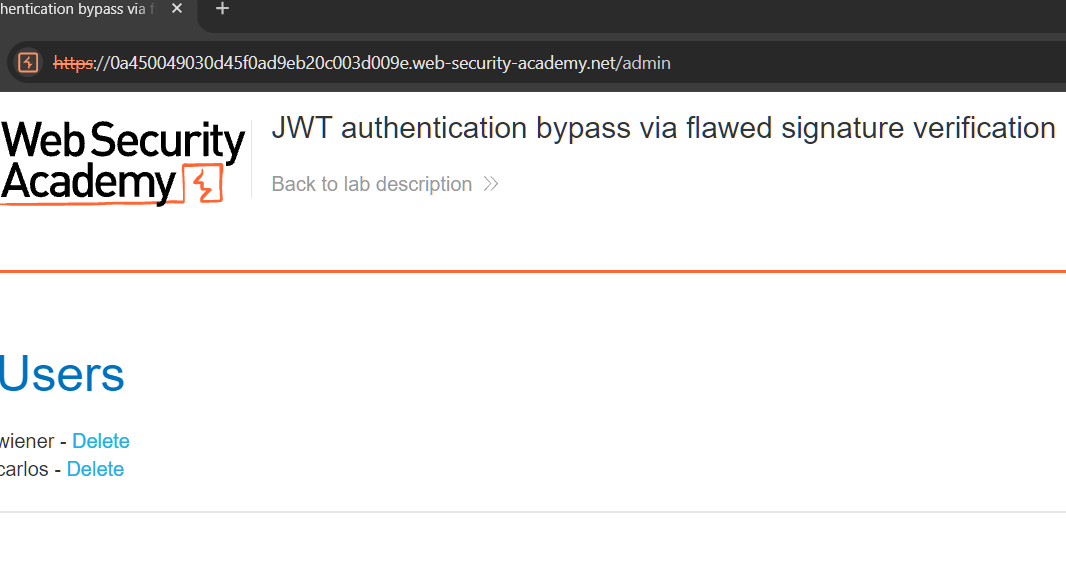 hentication bypass via f
https://0a450049030d45f0ad9eb20c003d009e.web-security-academy.net/admin
Web Security
Academy
JWT authentication bypass via flawed signature verification
Back to lab description
Users
wiener - Delete
carlos - Delete